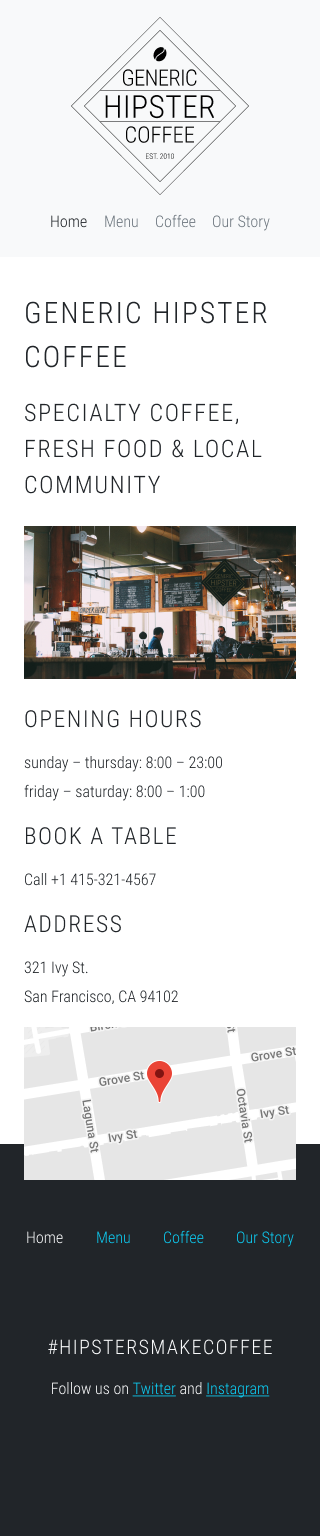 GENERIC
HIPSTER
COFFEE
EST. 2010
Home Menu Coffee Our Story
GENERIC HIPSTER
COFFEE
SPECIALTY COFFEE,
FRESH FOOD & LOCAL
COMMUNITY
OPENING HOURS
sunday – thursday: 8:00 – 23:00
friday – saturday: 8:00 – 1:00
BOOK A TABLE
Call +1 415-321-4567
ADDRESS
321 Ivy St.
San Francisco, CA 94102
Grove St
Grove St
Laguna St
Octavia St
Ivy St
Ivy St
Home Menu Coffee Our Story
#HIPSTERSMAKECOFFEE
Follow us on Twitter and Instagram